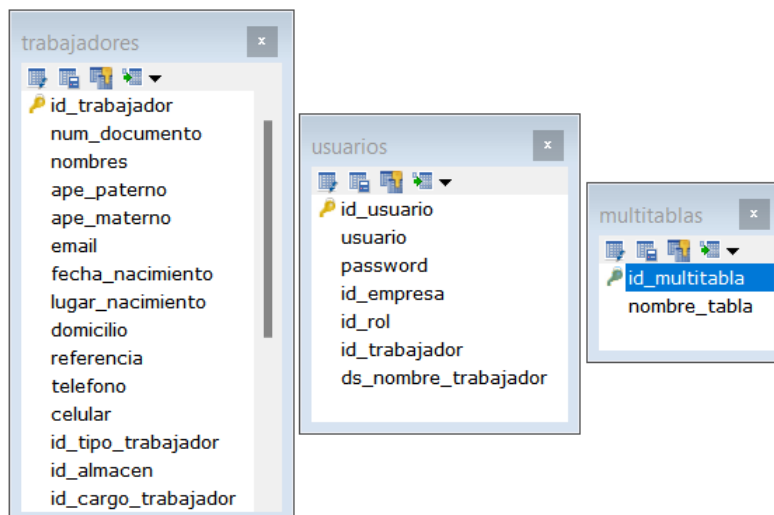 trabajadores
id_trabajador
num_documento
nombres
ape_paterno
ape_materno
email
fecha_nacimiento
lugar_nacimiento
domicilio
referencia
telefono
celular
id_tipo_trabajador
id_almacen
id_cargo_trabajador
usuarios
id_usuario
usuario
password
id_empresa
id_rol
id_trabajador
ds_nombre_trabajador
multitablas
id_multitabla
nombre_tabla